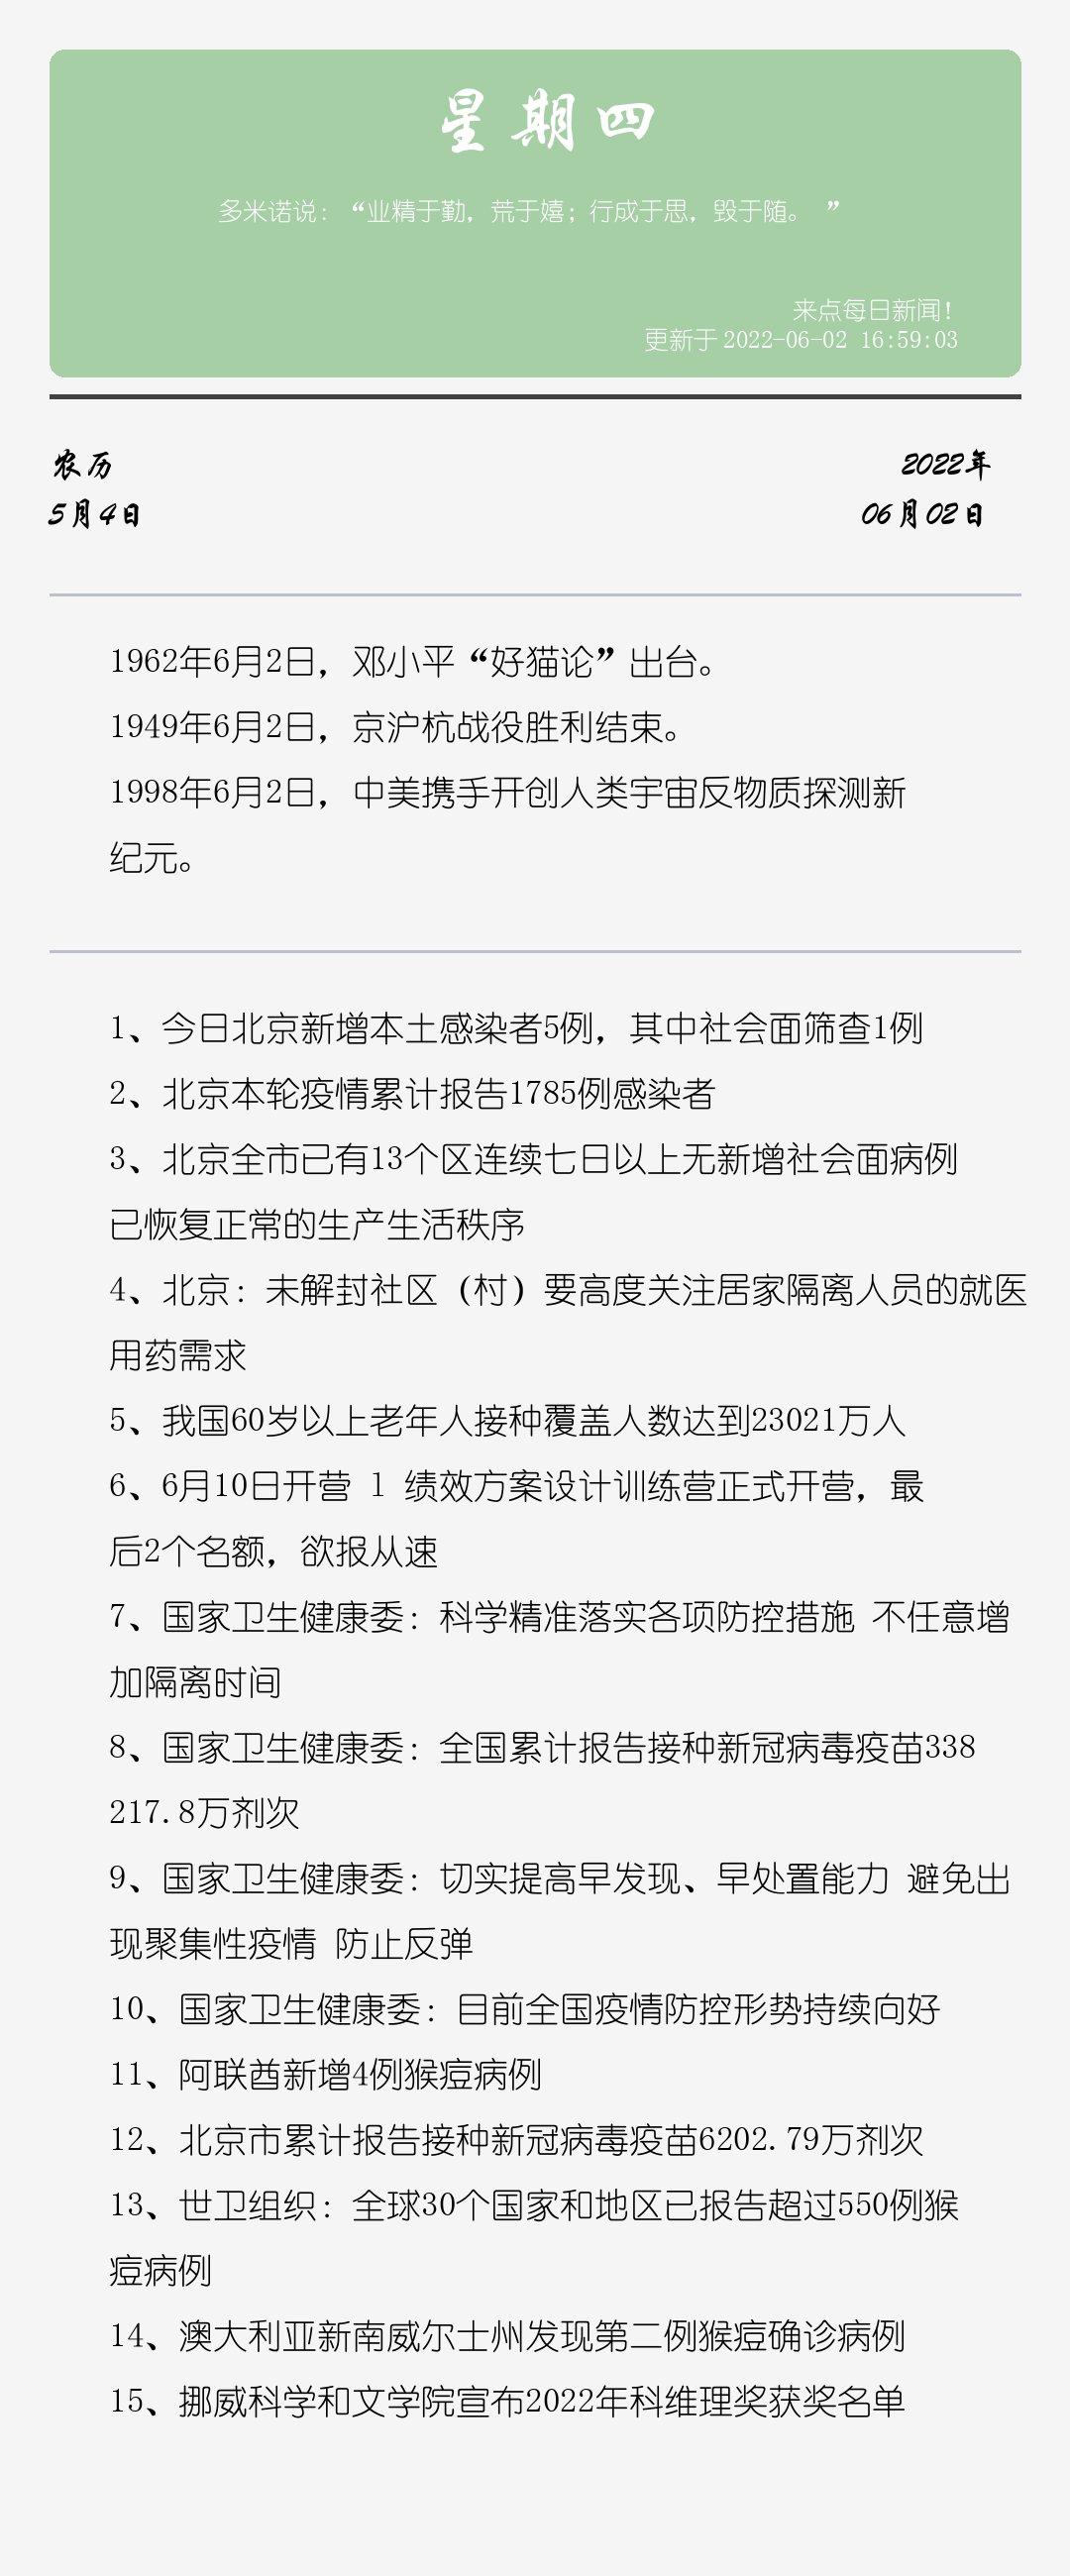 星期四
多米诺说：“业精于勤，荒于嬉；行成于思，毁于随。 ”
来点每日新闻！
更新于 2022-06-02 16:59:03
农历
5月4日
2022年
06月02日
1962年6月2日，邓小平“好猫论”出台。
1949年6月2日，京沪杭战役胜利结束。
1998年6月2日，中美携手开创人类宇宙反物质探测新
纪元。
1、今日北京新增本土感染者5例，其中社会面筛查1例
2、北京本轮疫情累计报告1785例感染者
3、北京全市已有13个区连续七日以上无新增社会面病例
已恢复正常的生产生活秩序
4、北京：未解封社区（村）要高度关注居家隔离人员的就医
用药需求
5、我国60岁以上老年人接种覆盖人数达到23021万人
6、6月10日开营 l 绩效方案设计训练营正式开营，最
后2个名额，欲报从速
7、国家卫生健康委：科学精准落实各项防控措施 不任意增
加隔离时间
8、国家卫生健康委：全国累计报告接种新冠病毒疫苗338
217.8万剂次
9、国家卫生健康委：切实提高早发现、早处置能力 避免出
现聚集性疫情 防止反弹
10、国家卫生健康委：目前全国疫情防控形势持续向好
11、阿联酋新增4例猴痘病例
12、北京市累计报告接种新冠病毒疫苗6202.79万剂次
13、世卫组织：全球30个国家和地区已报告超过550例猴
痘病例
14、澳大利亚新南威尔士州发现第二例猴痘确诊病例
15、挪威科学和文学院宣布2022年科维理奖获奖名单